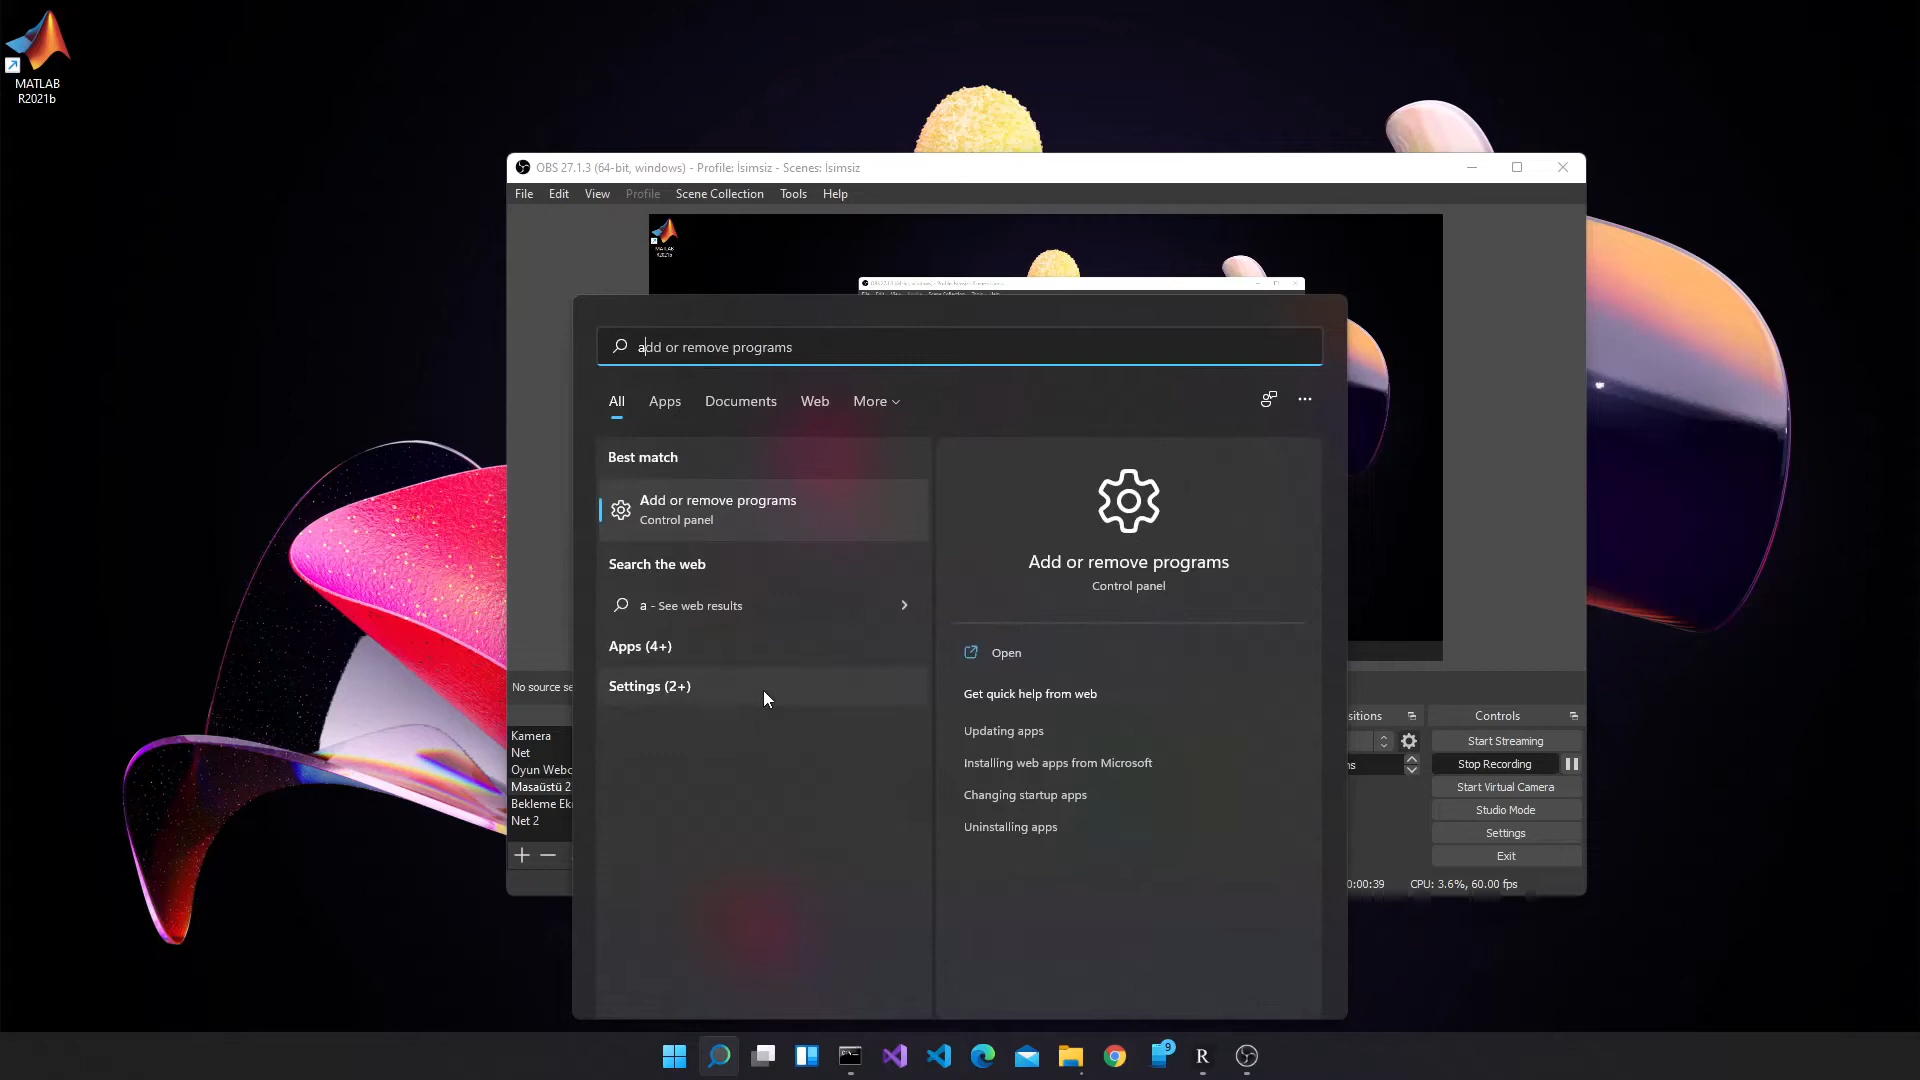 MATLAB
R2021b
OBS 27.1.3 (64-bit, windows) - Profile: İsimsiz - Scenes: İsimsiz
File Edit View Profile Scene Collection Tools Help
MATLAB
R2021b
add or remove programs
All Apps Documents Web More
Best match
Add or remove programs
Control panel
Search the web
a - See web results
Apps (4+)
Settings (2+)
Add or remove programs
Control panel
Open
Get quick help from web
Updating apps
Installing web apps from Microsoft
Changing startup apps
Uninstalling apps
No source se
Kamera
Net
Oyun Webc
Masaüstü 2
Bekleme Ek
Net 2
sitions
ns
Controls
Start Streaming
Stop Recording
Start Virtual Camera
Studio Mode
Settings
Exit
0:00:39 CPU: 3.6%, 60.00 fps
9
R